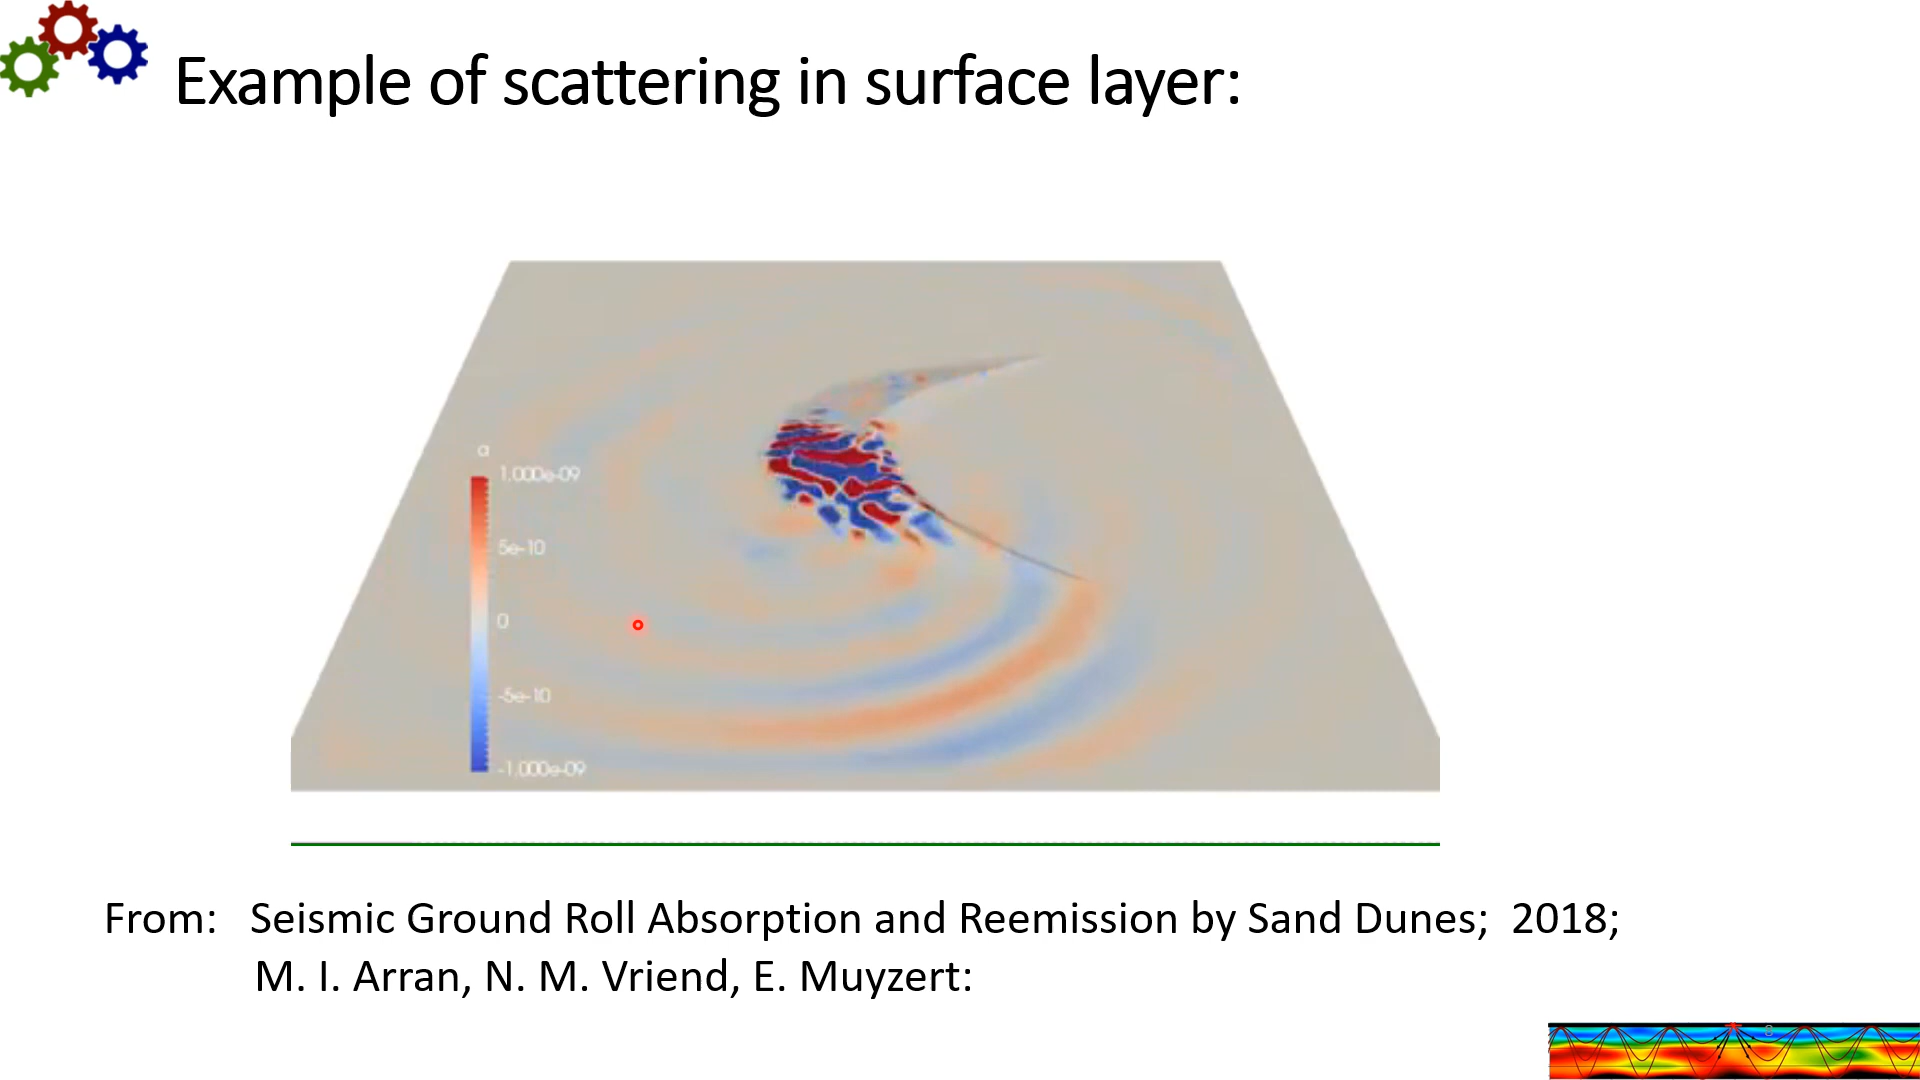 Example of scattering in surface layer:
a
1.000e-09
5e-10
0
-5e-10
-1.000e-09
From: Seismic Ground Roll Absorption and Reemission by Sand Dunes; 2018;
M. I. Arran, N. M. Vriend, E. Muyzert: